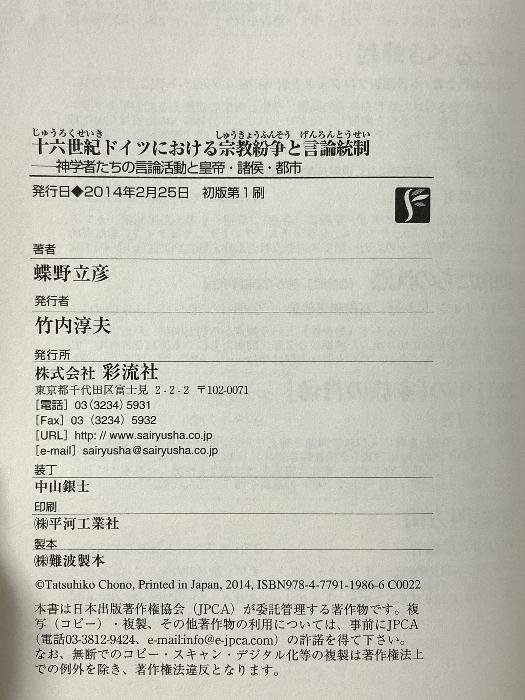 じゅうろくせいき しゅうきょうふんそう げんろんとうせい
十六世紀ドイツにおける宗教紛争と言論統制
──神学者たちの言論活動と皇帝・諸侯・都市
発行日◆2014年2月25日 初版第1刷
著者
蝶野立彦
発行者
竹内淳夫
発行所
株式会社 彩流社
東京都千代田区富士見 2-2-2 〒102-0071
[電話] 03(3234)5931
[Fax] 03 (3234) 5932
[URL] http: // www.sairyusha.co.jp
[e-mail] sairyusha@sairyusha.co.jp
装丁
中山銀士
印刷
㈱平河工業社
製本
㈱難波製本
©Tatsuhiko Chono, Printed in Japan, 2014, ISBN978-4-7791-1986-6 C0022
本書は日本出版著作権協会（JPCA）が委託管理する著作物です。複
写（コピー）・複製、その他著作物の利用については、事前にJPCA
（電話03-3812-9424、e-mailinfo@e-jpca.com）の許諾を得て下さい。
なお、無断でのコピー・スキャン・デジタル化等の複製は著作権法上
での例外を除き、著作権法違反となります。